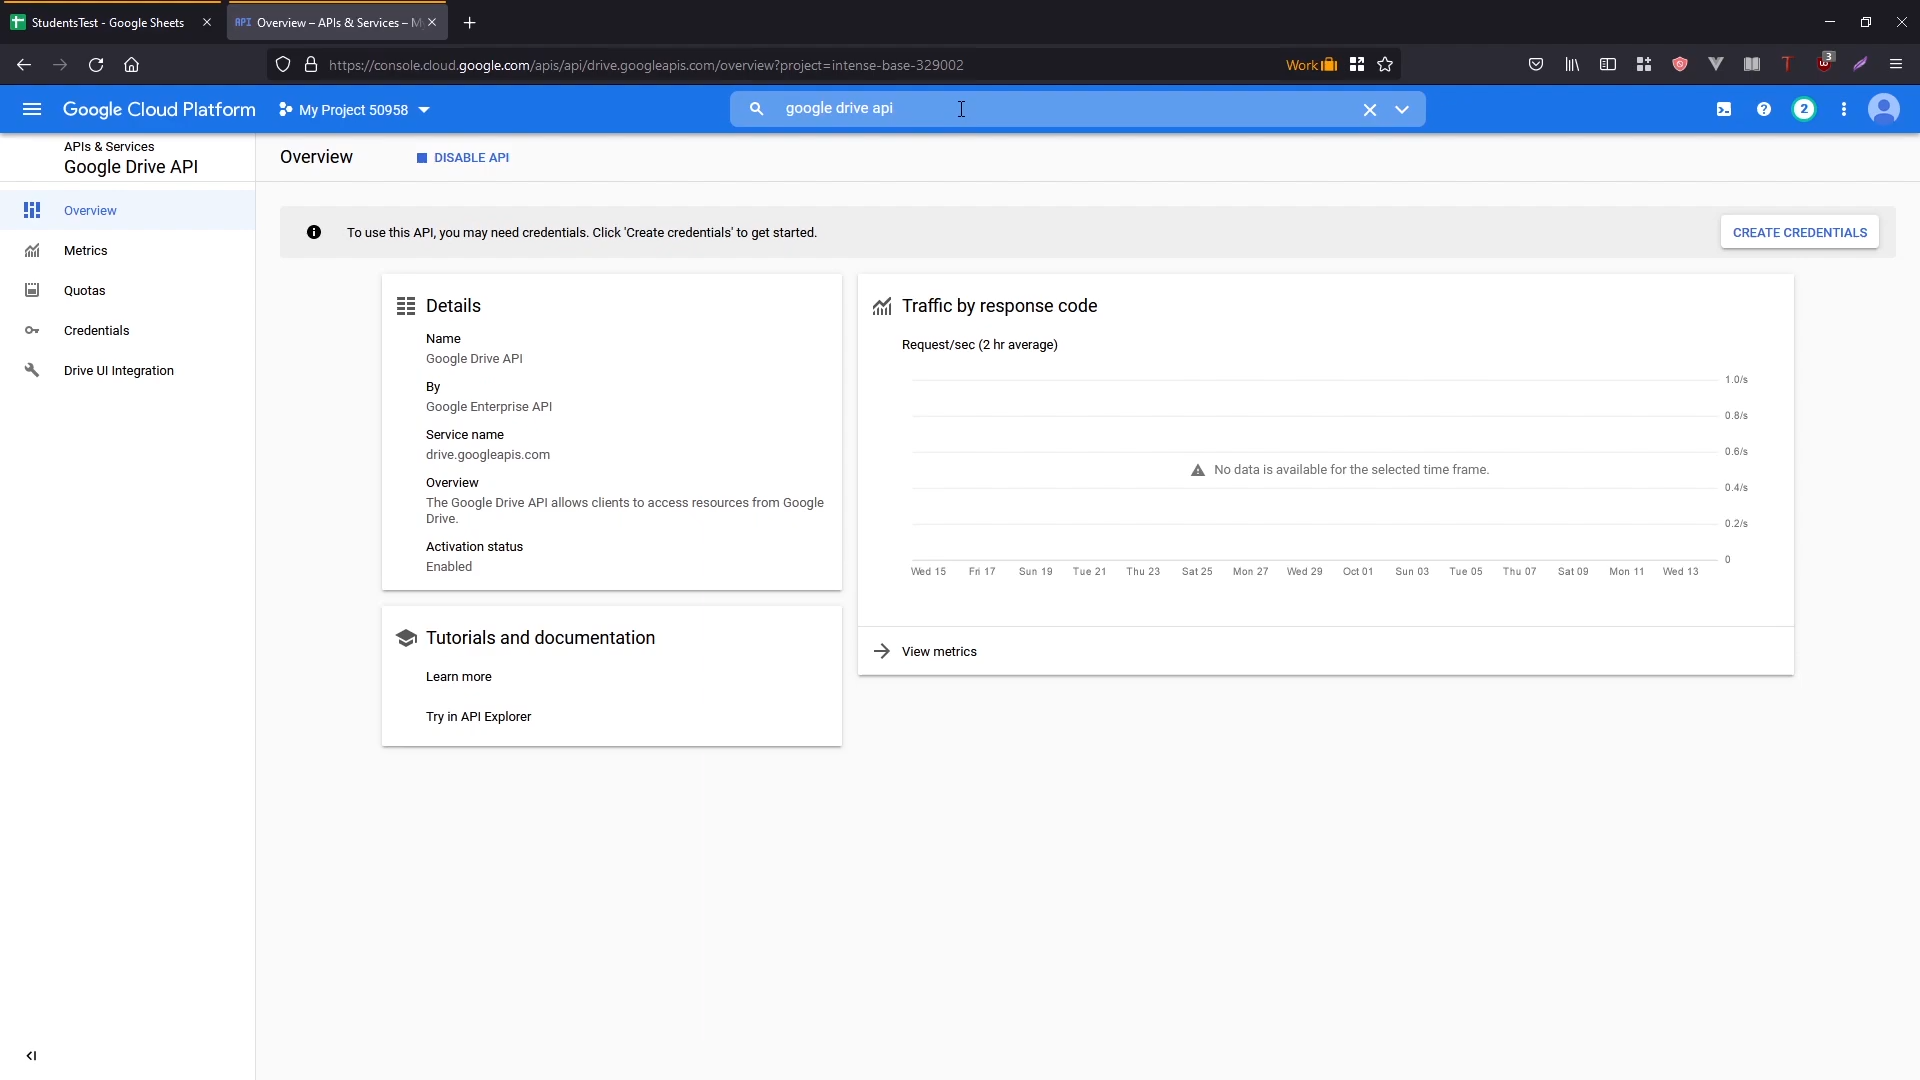 StudentsTest - Google Sheets
API Overview – APIs & Services – M
https://console.cloud.google.com/apis/api/drive.googleapis.com/overview?project=intense-base-329002
Work
3
Google Cloud Platform
My Project 50958
google drive api
2
APIs & Services
Google Drive API
Overview
DISABLE API
Overview
Metrics
Quotas
Credentials
Drive UI Integration
To use this API, you may need credentials. Click 'Create credentials' to get started.
CREATE CREDENTIALS
Details
Name
Google Drive API
By
Google Enterprise API
Service name
drive.googleapis.com
Overview
The Google Drive API allows clients to access resources from Google
Drive.
Activation status
Enabled
Tutorials and documentation
Learn more
Try in API Explorer
Traffic by response code
Request/sec (2 hr average)
1.0/s
0.8/s
0.6/s
No data is available for the selected time frame.
0.4/s
0.2/s
0
Wed 15 Fri 17 Sun 19 Tue 21 Thu 23 Sat 25 Mon 27 Wed 29 Oct 01 Sun 03 Tue 05 Thu 07 Sat 09 Mon 11 Wed 13
View metrics